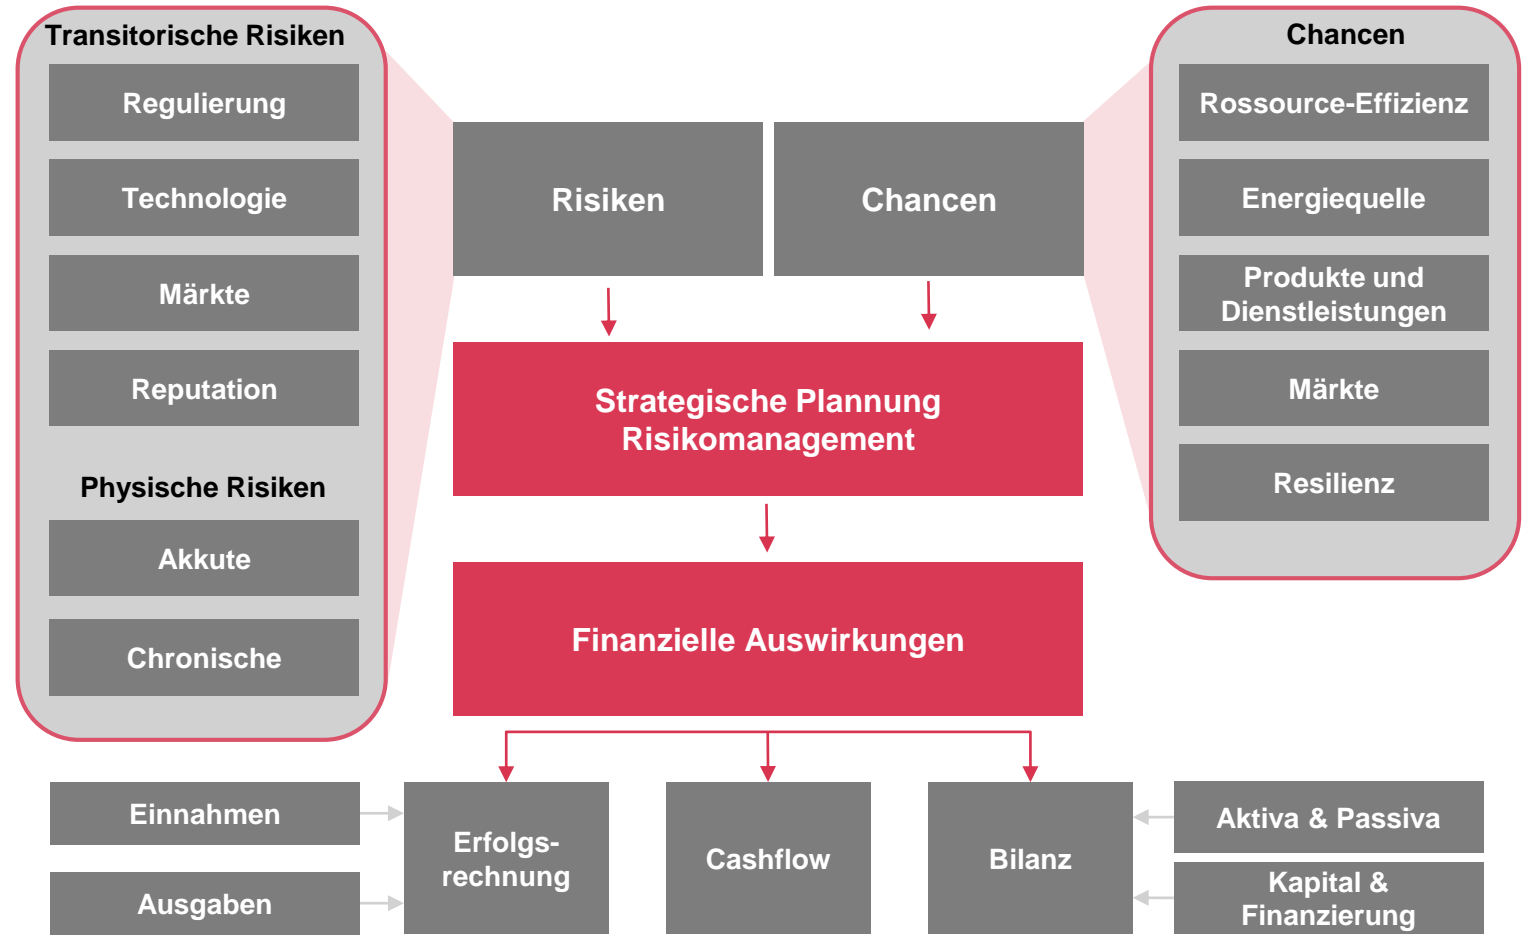 Transitorische Risiken
Regulierung
Technologie
Märkte
Reputation
Physische Risiken
Akkute
Chronische
Risiken
Chancen
Strategische Plannung
Risikomanagement
Finanzielle Auswirkungen
Chancen
Rossource-Effizienz
Energiequelle
Produkte und
Dienstleistungen
Märkte
Resilienz
Einnahmen
Ausgaben
Erfolgs-
rechnung
Cashflow
Bilanz
Aktiva & Passiva
Kapital &
Finanzierung